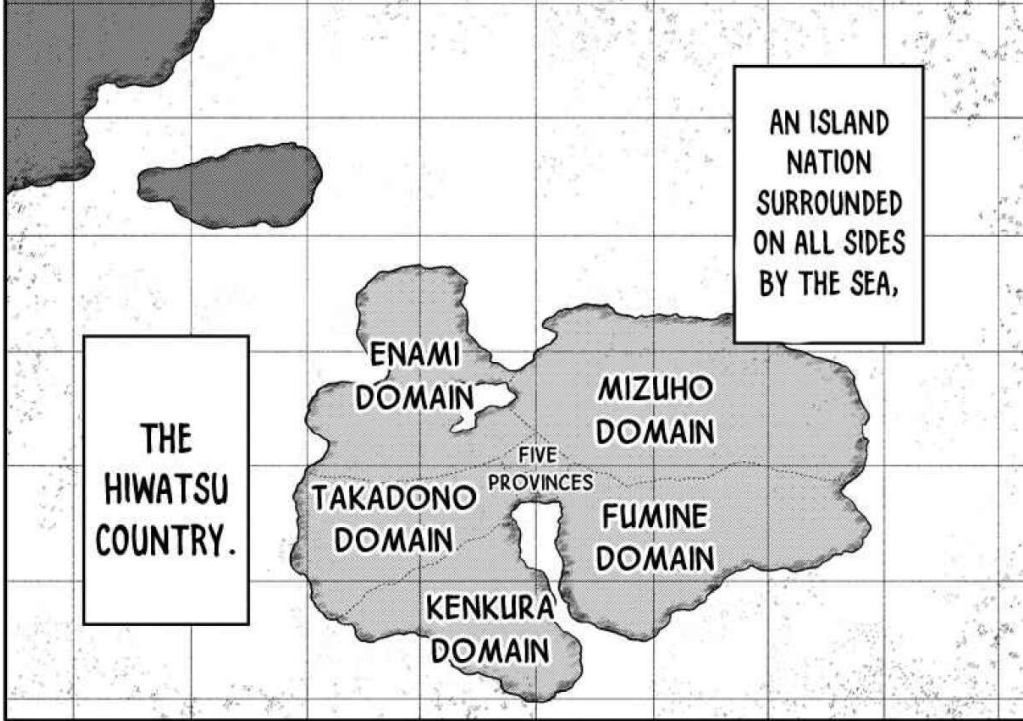 AN ISLAND
NATION
SURROUNDED
ON ALL SIDES
BY THE SEA,
THE
HIWATSU
COUNTRY.
ENAMI
DOMAIN
MIZUHO
DOMAIN
FIVE
PROVINCES
TAKADONO
DOMAIN
FUMINE
DOMAIN
KENKURA
DOMAIN